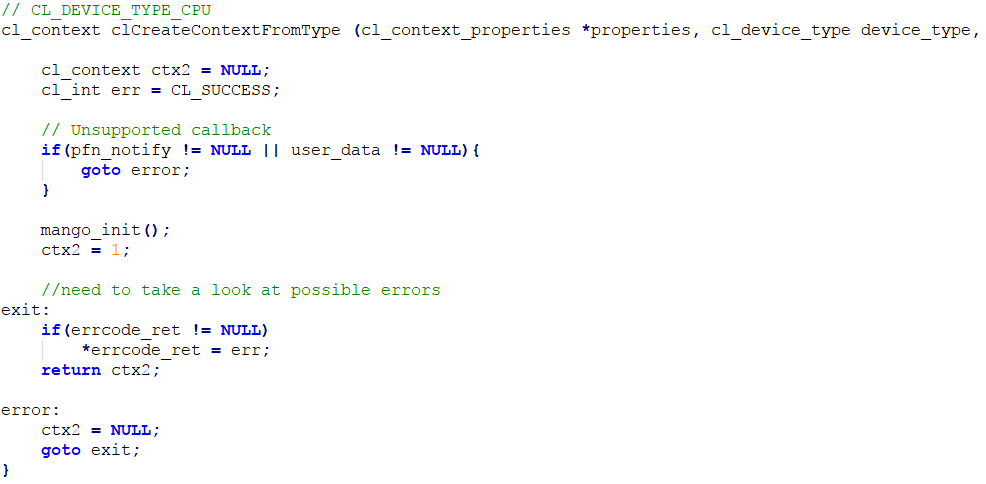 // CL_DEVICE_TYPE_CPU
cl_context clCreateContextFromType (cl_context_properties *properties, cl_device_type device_type,
cl_context ctx2 = NULL;
cl_int err = CL_SUCCESS;
// Unsupported callback
if(pfn_notify != NULL || user_data != NULL){
goto error;
}
mango_init();
ctx2 = 1;
//need to take a look at possible errors
exit:
if(errcode_ret != NULL)
*errcode_ret = err;
return ctx2;
error:
ctx2 = NULL;
goto exit;
}